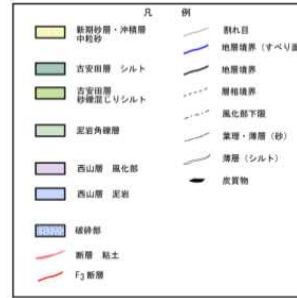 凡 例
新期砂層・沖積層
中粒砂
古安田層 シルト
古安田層
砂礫混じりシルト
泥岩角礫層
西山層 風化部
西山層 泥岩
破砕部
断層 粘土
F3 断層
割れ目
地層境界(すべり面
地層境界
層相境界
風化部下限
葉理・薄層(砂)
薄層(シルト)
炭質物